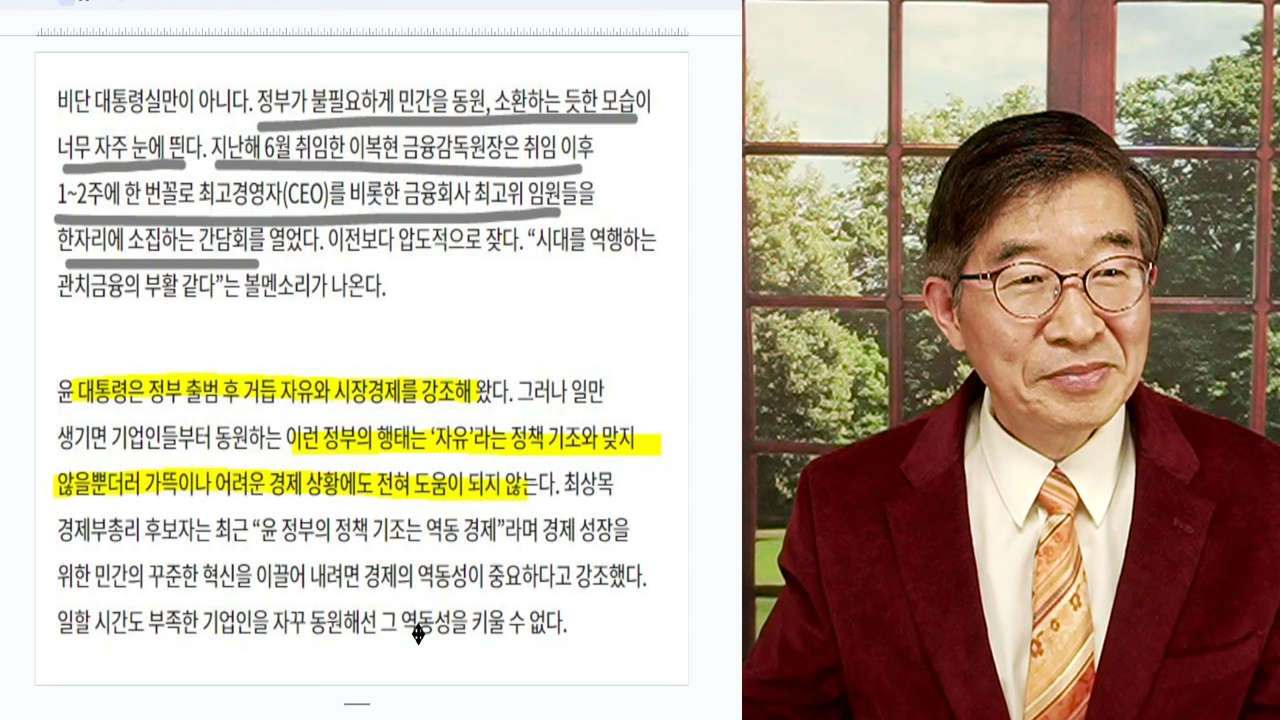 비단 대통령실만이 아니다. 정부가 불필요하게 민간을 동원, 소환하는 듯한 모습이
너무 자주 눈에 띈다. 지난해 6월 취임한 이복현 금융감독원장은 취임 이후
1~2주에 한 번꼴로 최고경영자(CEO)를 비롯한 금융회사 최고위 임원들을
한자리에 소집하는 간담회를 열었다. 이전보다 압도적으로 잦다. “시대를 역행하는
관치금융의 부활 같다”는 볼멘소리가 나온다.
윤 대통령은 정부 출범 후 거듭 자유와 시장경제를 강조해 왔다. 그러나 일만
생기면 기업인들부터 동원하는 이런 정부의 행태는 ‘자유’라는 정책 기조와 맞지
않을뿐더러 가뜩이나 어려운 경제 상황에도 전혀 도움이 되지 않는다. 최상목
경제부총리 후보자는 최근 “윤 정부의 정책 기조는 역동 경제”라며 경제 성장을
위한 민간의 꾸준한 혁신을 이끌어 내려면 경제의 역동성이 중요하다고 강조했다.
일할 시간도 부족한 기업인을 자꾸 동원해선 그 역동성을 키울 수 없다.